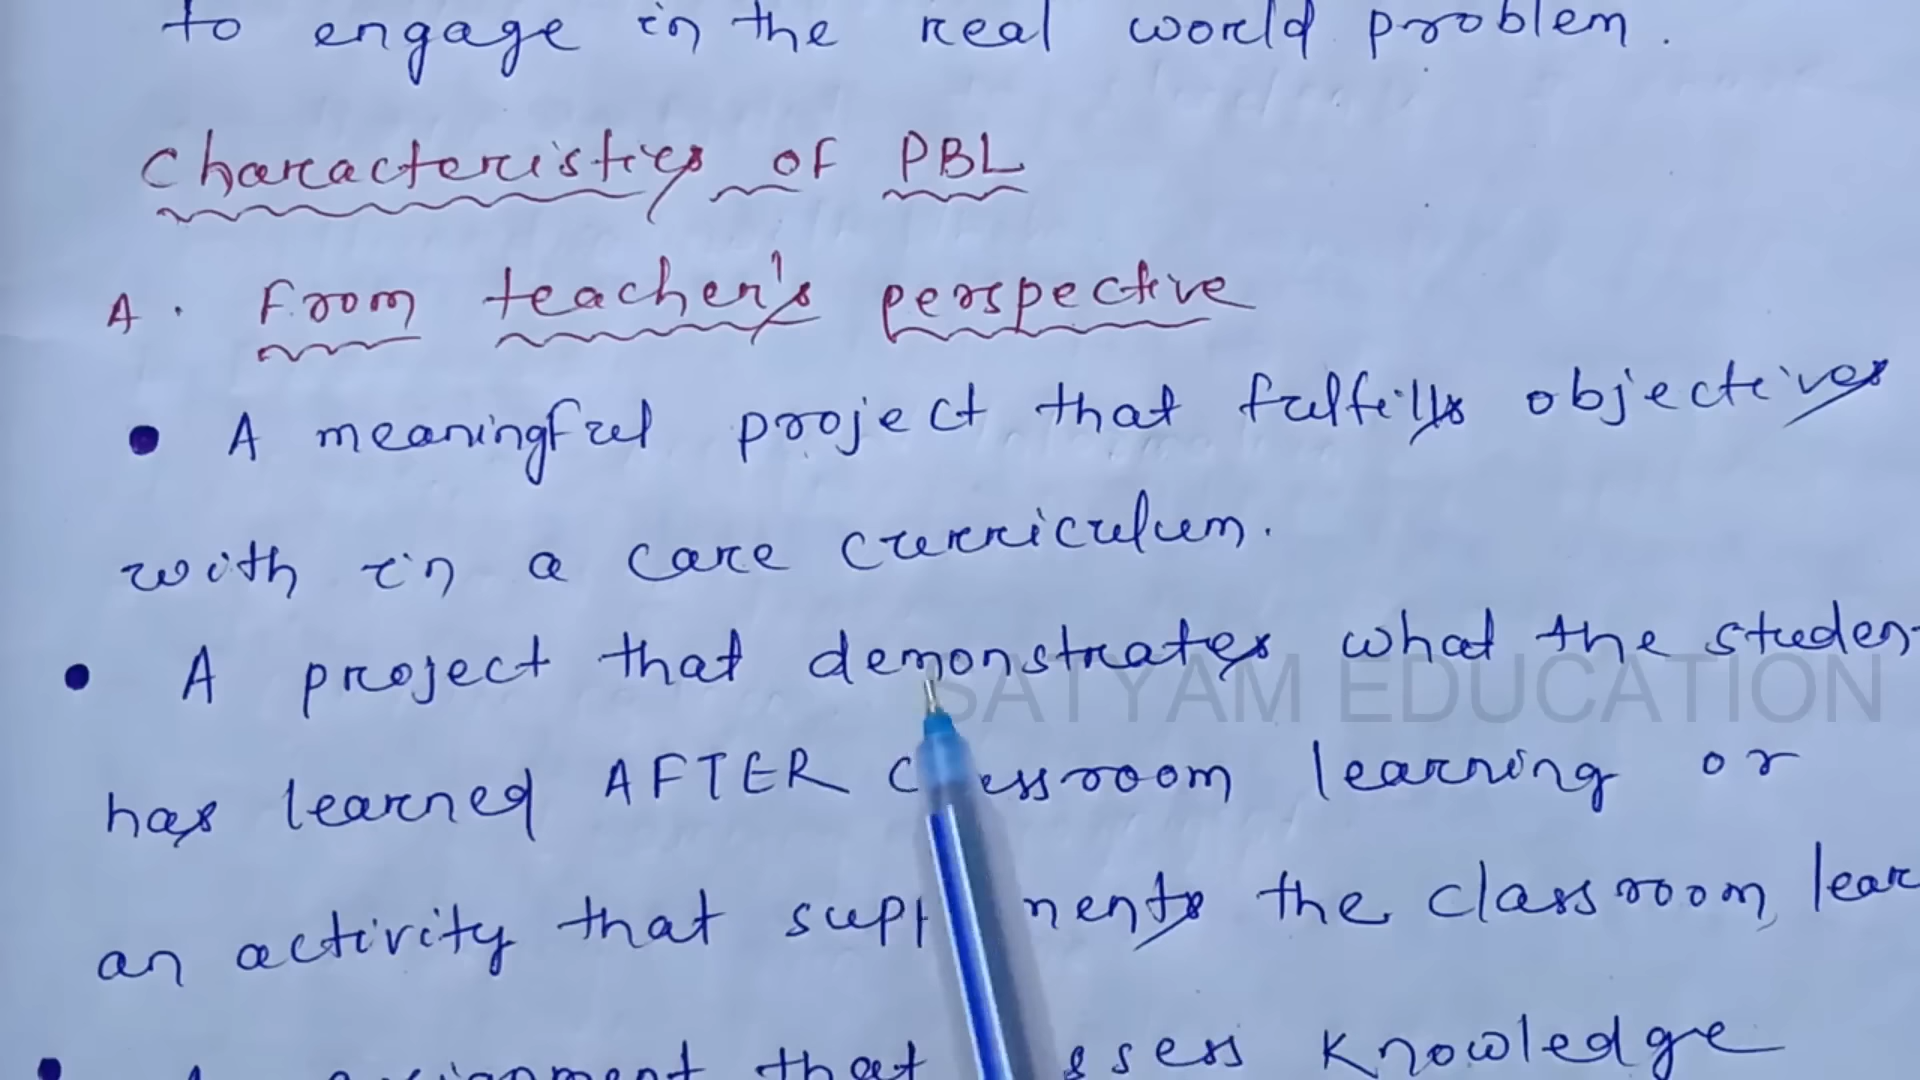 to engage in the real world problem.
Characteristics of PBL
A. From teacher's perspective
• A meaningful project that fulfills objectives
with in a care curriculum.
• A project that demonstrates what the studen
has learned AFTER classroom learning or
an activity that the classroom lear
• that knowledge
SATYAM EDUCATION